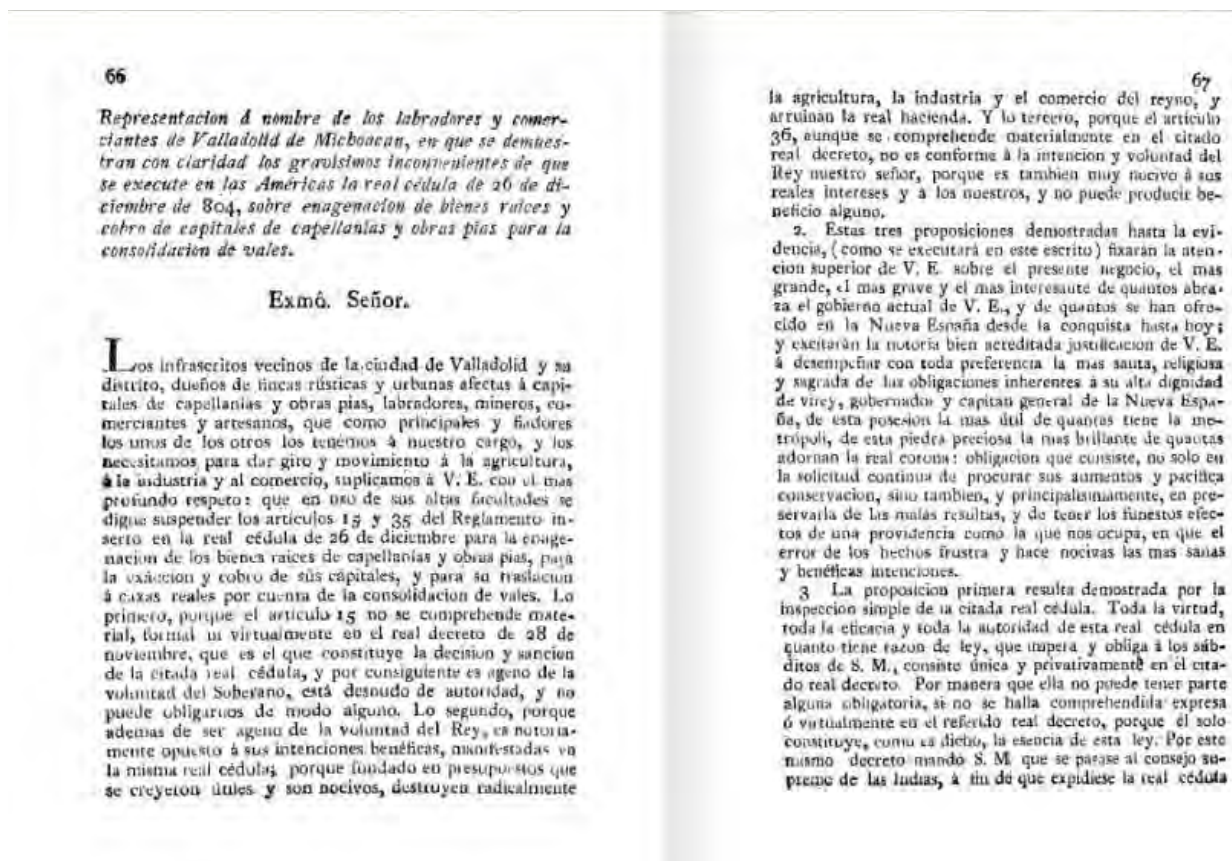 66
Representacion á nombre de los labradores y comer-
ciantes de Valladolid de Michoacan, en que se demues-
tran con claridad los gravisimos inconvenientes de que
se execute en las Américas la real cédula de 26 de di-
ciembre de 804, sobre enagenacion de bienes raices y
cobro de capitales de capellanías y obras pias para la
consolidacion de vales.
Exmô. Señor.
Los infrascritos vecinos de la ciudad de Valladolid y su
distrito, dueños de fincas rústicas y urbanas afectas á capi-
tales de capellanías y obras pias, labradores, mineros, co-
merciantes y artesanos, que como principales y fiadores
los unos de los otros los tenemos á nuestro cargo, y los
necesitamos para dar giro y movimiento á la agricultura,
á la industria y al comercio, suplicamos á V. E. con el mas
profundo respeto: que en uso de sus altas facultades se
digne suspender los artículos 15 y 35 del Reglamento in-
serto en la real cédula de 26 de diciembre para la enage-
nacion de los bienes raices de capellanías y obras pias, para
la exâccion y cobro de sus capitales, y para su traslacion
á caxas reales por cuenta de la consolidacion de vales. Lo
primero, porque el artículo 15 no se comprehende mate-
rial, formal ni virtualmente en el real decreto de 28 de
noviembre, que es el que constituye la decision y sancion
de la citada real cédula, y por consiguiente es ageno de la
voluntad del Soberano, está desnudo de autoridad, y no
puede obligarnos de modo alguno. Lo segundo, porque
ademas de ser ageno de la voluntad del Rey, es notoria-
mente opuesto á sus intenciones benéficas, manifestadas en
la misma real cédula; porque fundado en presupuestos que
se creyeron útiles y son nocivos, destruyen radicalmente
67
la agricultura, la industria y el comercio del reyno, y
arruinan la real hacienda. Y lo tercero, porque el artículo
36, aunque se comprehende materialmente en el citado
real decreto, no es conforme á la intencion y voluntad del
Rey nuestro señor, porque es tambien muy nocivo á sus
reales intereses y á los nuestros, y no puede producir be-
neficio alguno.
2. Estas tres proposiciones demostradas hasta la evi-
dencia, (como se executará en este escrito) fixarán la aten-
cion superior de V. E. sobre el presente negocio, el mas
grande, el mas grave y el mas interesante de quantos abra-
za el gobierno actual de V. E., y de quantos se han ofre-
cido en la Nueva España desde la conquista hasta hoy;
y excitarán la notoria bien acreditada justificacion de V. E.
á desempeñar con toda preferencia la mas santa, religiosa
y sagrada de las obligaciones inherentes á su alta dignidad
de virey, gobernador y capitan general de la Nueva Espa-
ña, de esta posesion la mas útil de quantas tiene la me-
trópoli, de esta piedra preciosa la mas brillante de quantas
adornan la real corona: obligacion que consiste, no solo en
la solicitud continua de procurar sus aumentos y pacífica
conservacion, sino tambien, y principalisimamente, en pre-
servarla de las malas resultas, y de tener los funestos efec-
tos de una providencia como la que nos ocupa, en que el
error de los hechos frustra y hace nocivas las mas sanas
y benéficas intenciones.
3 La proposicion primera resulta demostrada por la
inspeccion simple de la citada real cédula. Toda la virtud,
toda la eficacia y toda la autoridad de esta real cédula en
quanto tiene razon de ley, que impera y obliga á los súb-
ditos de S. M., consiste única y privativamente en el cita-
do real decreto. Por manera que ella no puede tener parte
alguna obligatoria, si no se halla comprehendida expresa
ó virtualmente en el referido real decreto, porque él solo
constituye, como es dicho, la esencia de esta ley. Por este
mismo decreto mandó S. M. que se pasase al consejo su-
premo de las Indias, á fin de que expidiese la real cédula